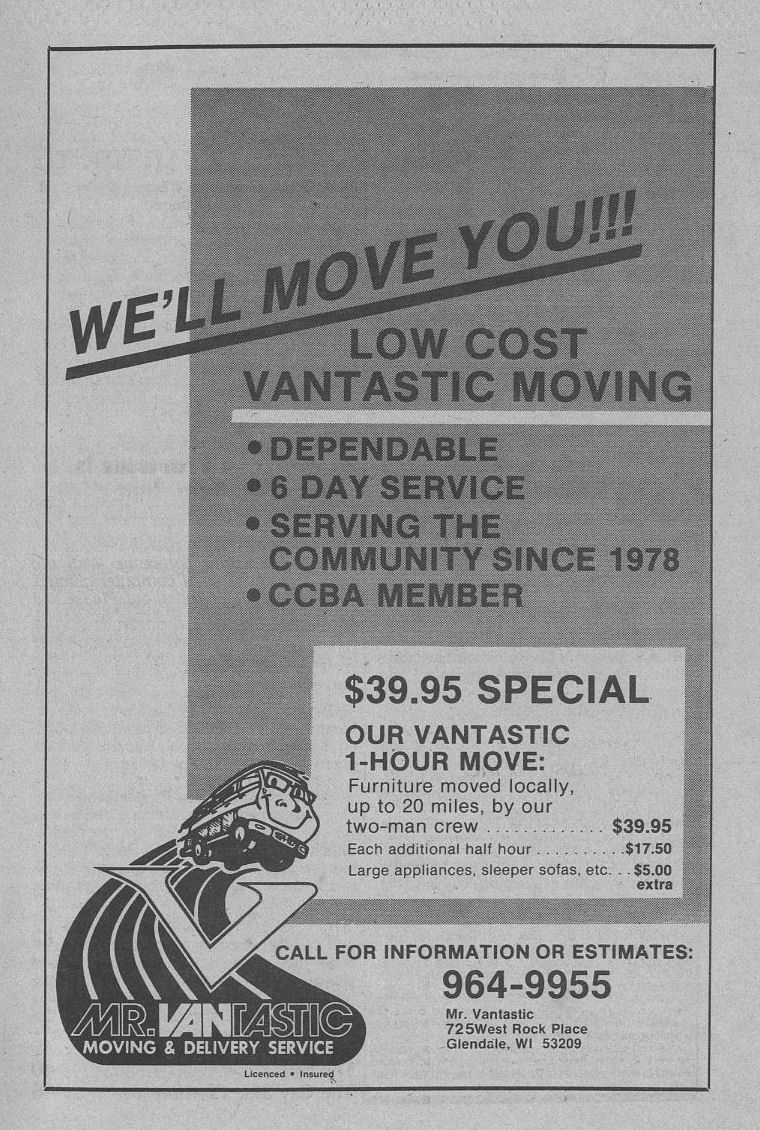 WE'LL MOVE YOU!!!
LOW COST
VANTASTIC MOVING
• DEPENDABLE
• 6 DAY SERVICE
• SERVING THE
COMMUNITY SINCE 1978
• CCBA MEMBER
$39.95 SPECIAL
OUR VANTASTIC
1-HOUR MOVE:
Furniture moved locally,
up to 20 miles, by our
two-man crew . . . . . . . . . . . . . $39.95
Each additional half hour . . . . . . . . . . $17.50
Large appliances, sleeper sofas, etc. . . $5.00
extra
CALL FOR INFORMATION OR ESTIMATES:
964-9955
Mr. Vantastic
725West Rock Place
Glendale, WI 53209
V
MR. VANTASTIC
MOVING & DELIVERY SERVICE
Licenced • Insured